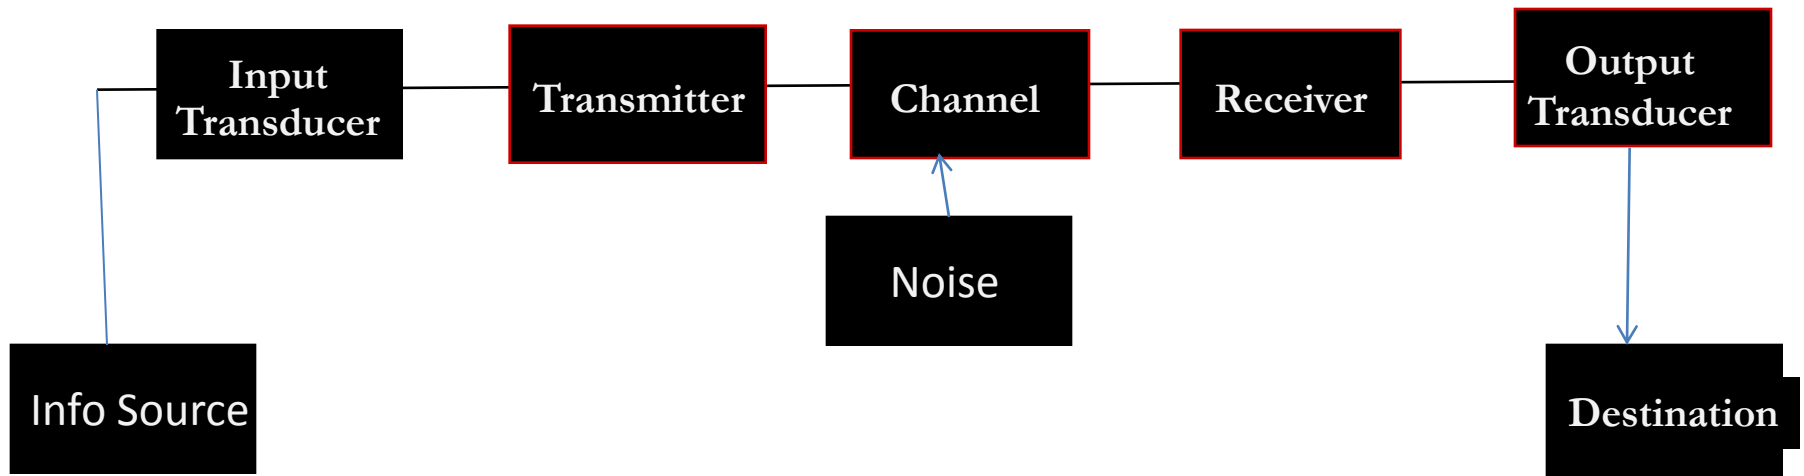 Input
Transducer
Transmitter
Channel
Receiver
Output
Transducer
Noise
Info Source
Destination